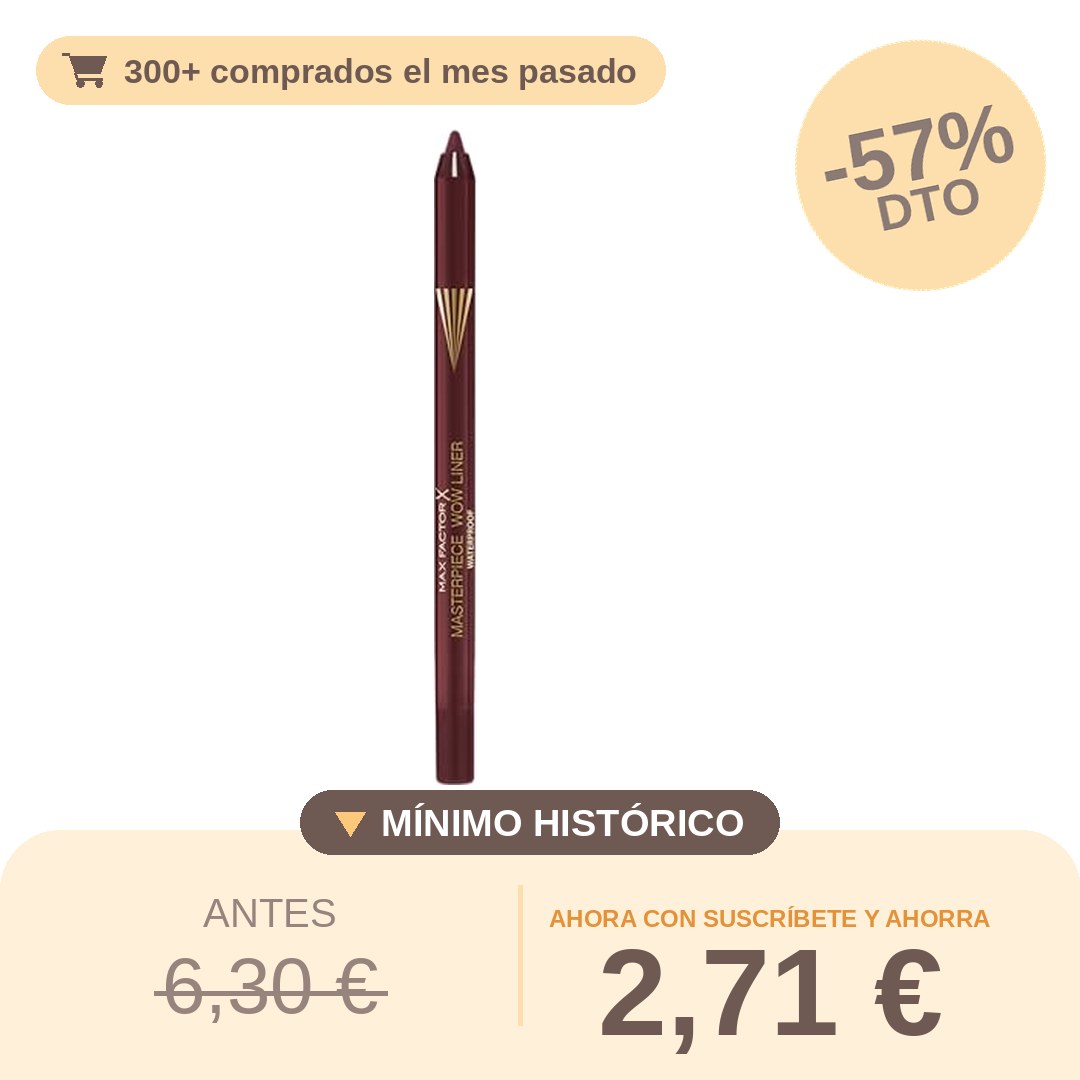 300+ comprados el mes pasado
-57%
DTO
MAX FACTOR X
MASTERPIECE WOW LINER
WATERPROOF
MÍNIMO HISTÓRICO
ANTES
6,30 €
AHORA CON SUSCRÍBETE Y AHORRA
2,71 €